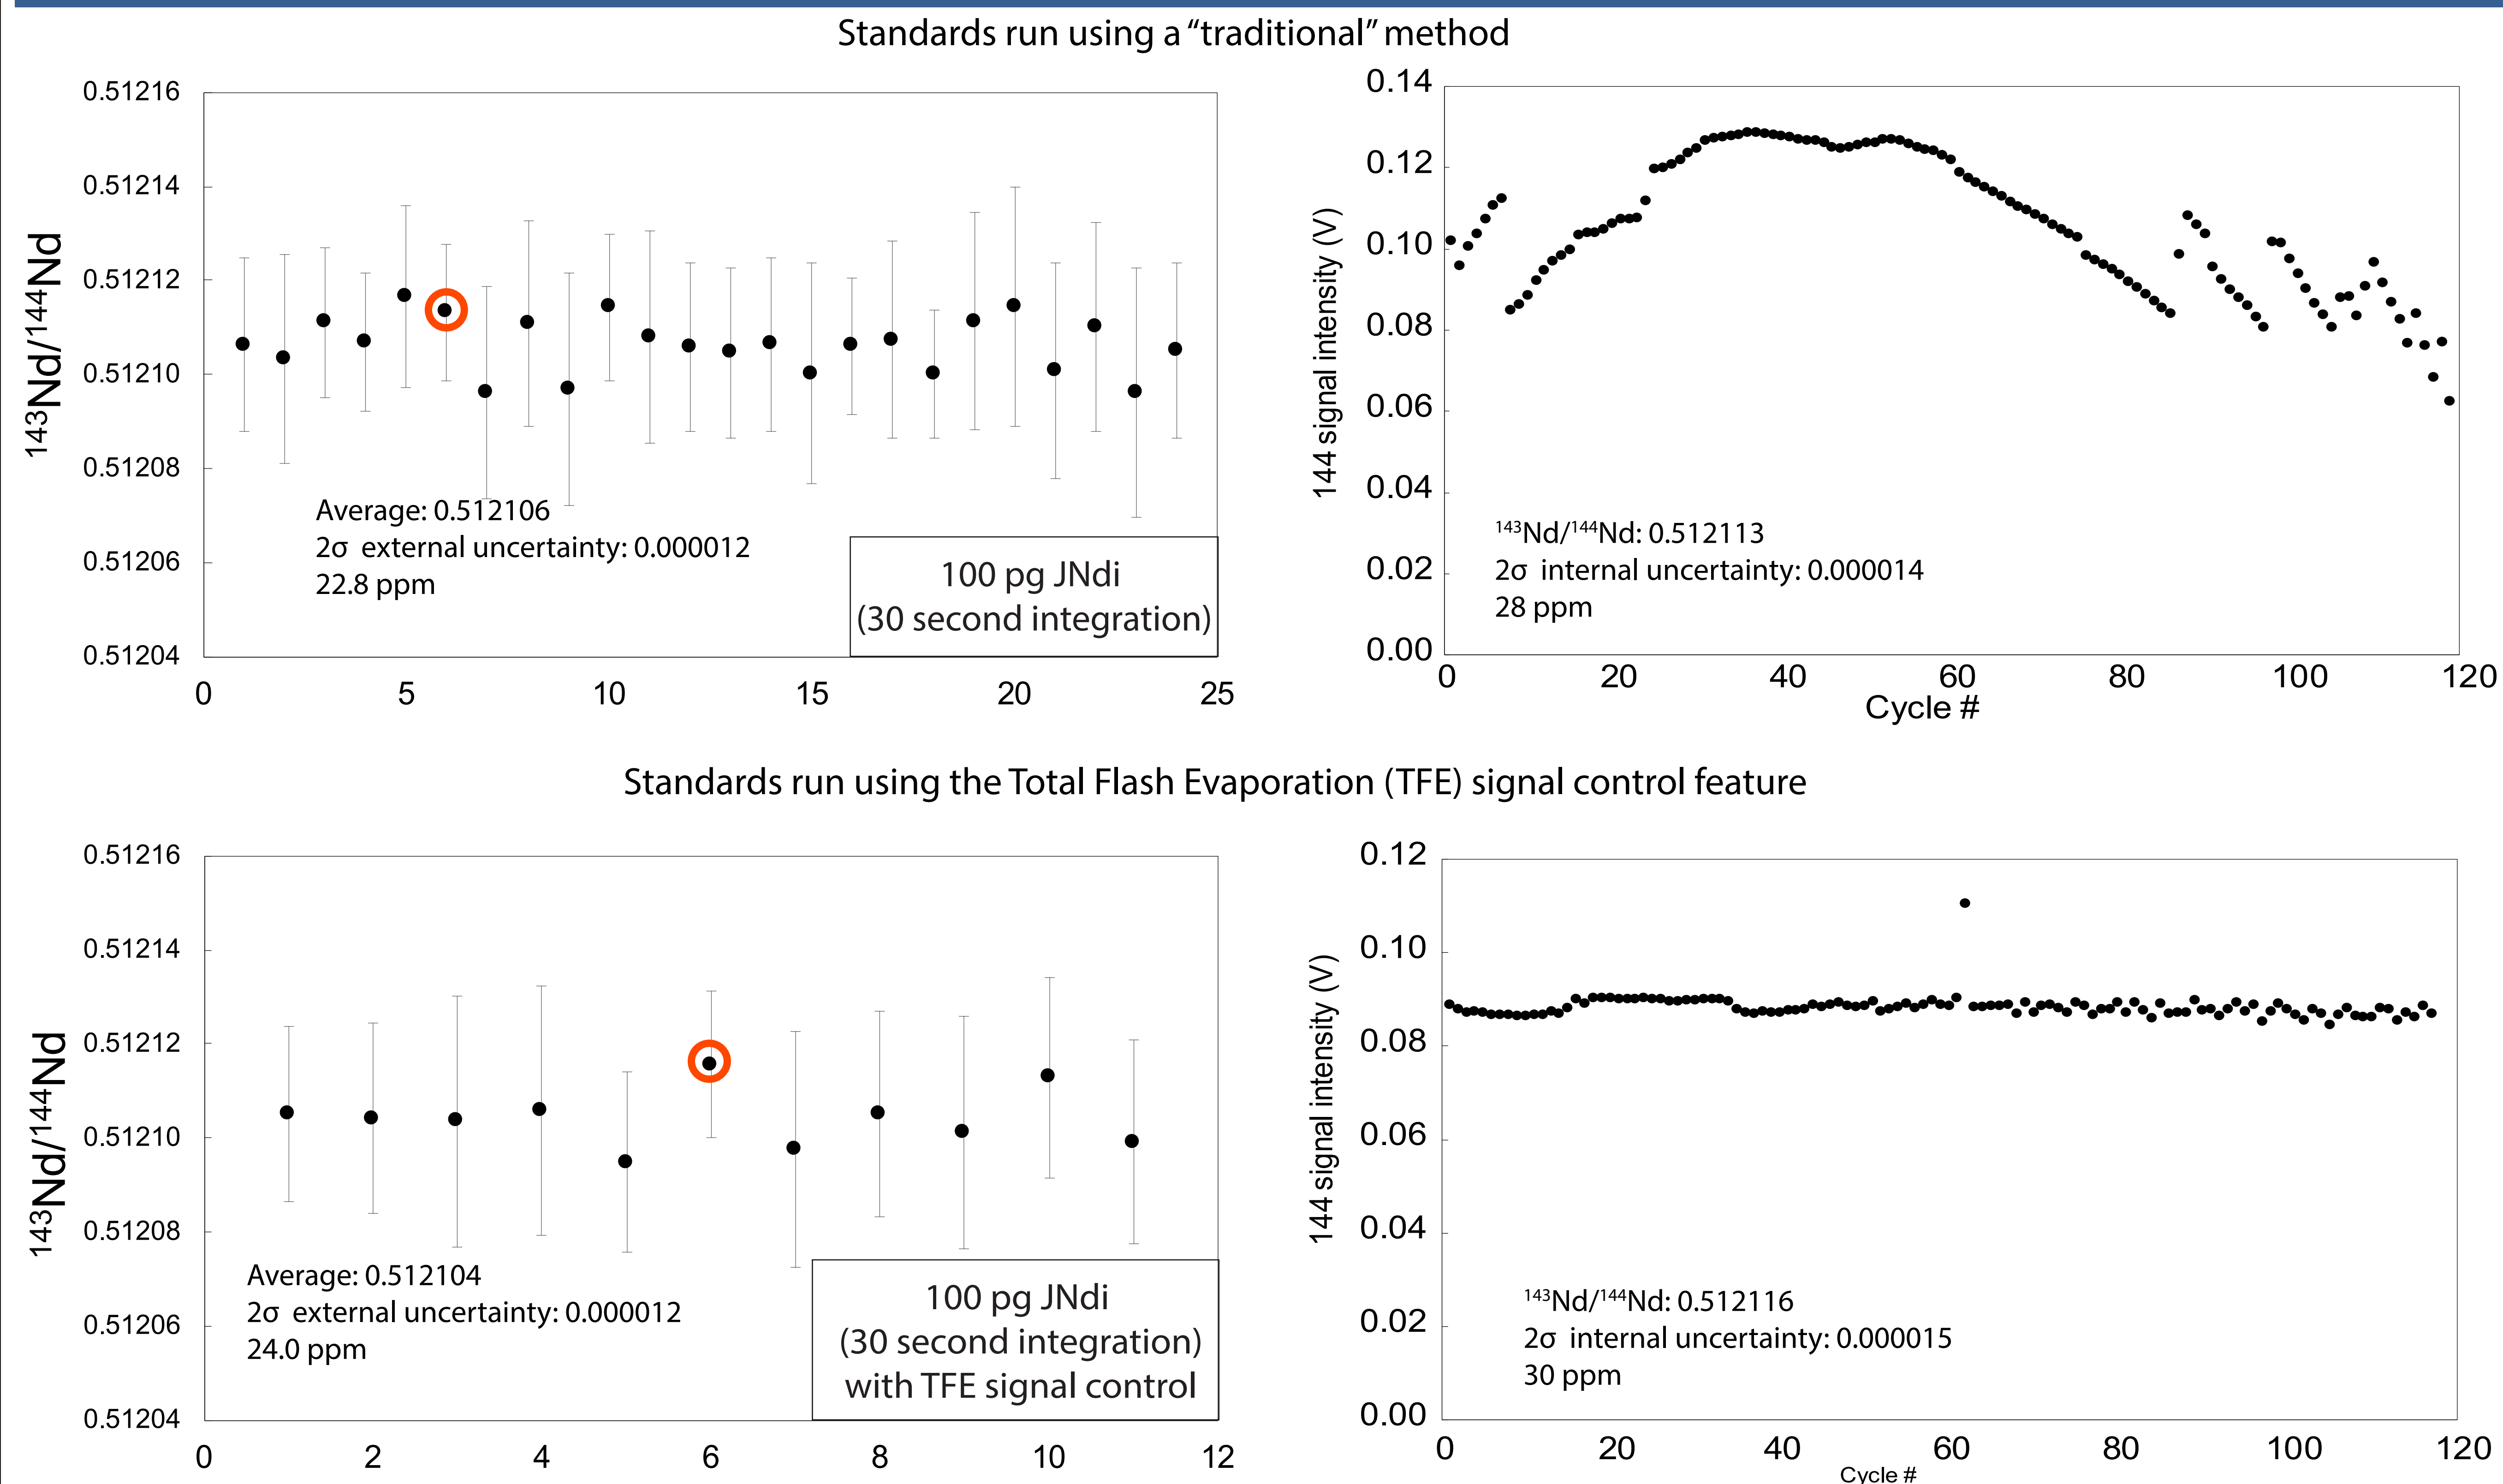 Standards run using a “traditional” method
¹⁴³Nd/¹⁴⁴Nd
0.51216
0.51214
0.51212
0.51210
0.51208
0.51206
0.51204
Average: 0.512106
2σ external uncertainty: 0.000012
22.8 ppm
100 pg JNdi
(30 second integration)
0 5 10 15 20 25
144 signal intensity (V)
0.14
0.12
0.10
0.08
0.06
0.04
0.02
0.00
¹⁴³Nd/¹⁴⁴Nd: 0.512113
2σ internal uncertainty: 0.000014
28 ppm
0 20 40 60 80 100 120
Cycle #
Standards run using the Total Flash Evaporation (TFE) signal control feature
¹⁴³Nd/¹⁴⁴Nd
0.51216
0.51214
0.51212
0.51210
0.51208
0.51206
0.51204
Average: 0.512104
2σ external uncertainty: 0.000012
24.0 ppm
100 pg JNdi
(30 second integration)
with TFE signal control
0 2 4 6 8 10 12
144 signal intensity (V)
0.12
0.10
0.08
0.06
0.04
0.02
0.00
¹⁴³Nd/¹⁴⁴Nd: 0.512116
2σ internal uncertainty: 0.000015
30 ppm
0 20 40 60 80 100 120
Cycle #